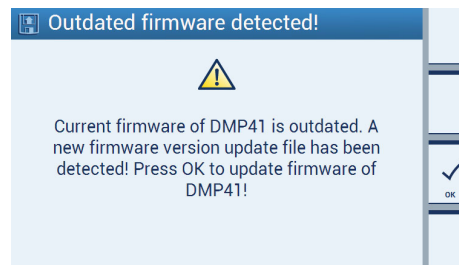 Outdated firmware detected!
Current firmware of DMP41 is outdated. A
new firmware version update file has been
detected! Press OK to update firmware of
DMP41!
OK